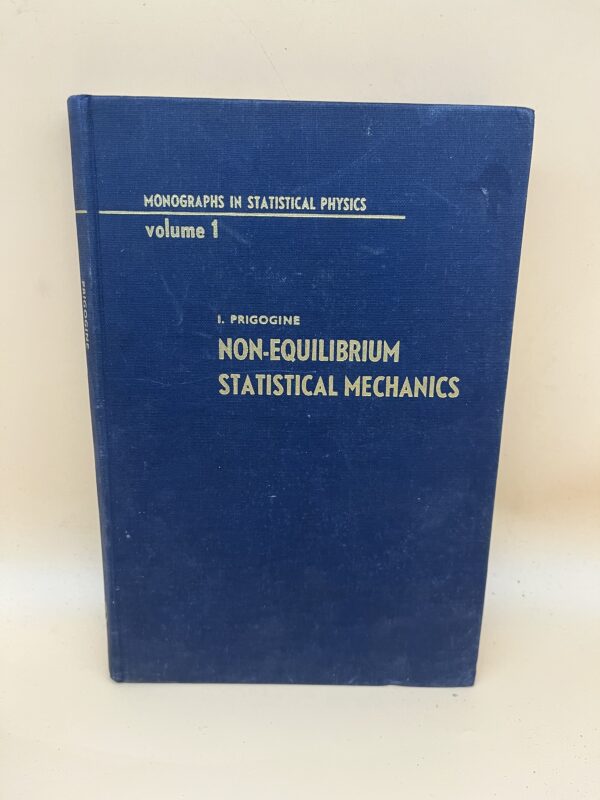 MONOGRAPHS IN STATISTICAL PHYSICS
volume 1
I. PRIGOGINE
NON-EQUILIBRIUM
STATISTICAL MECHANICS
PRIGOGINE